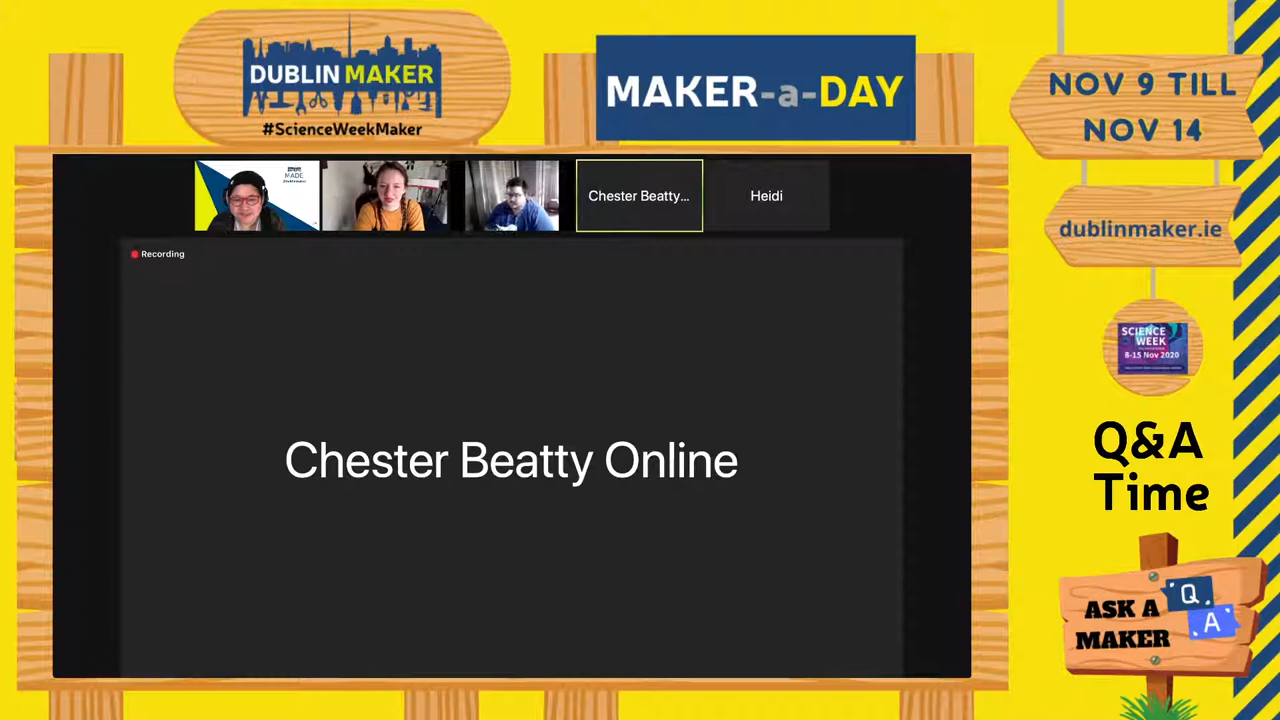 DUBLIN MAKER
#ScienceWeekMaker
MAKER-a-DAY
NOV 9 TILL
NOV 14
dublinmaker.ie
MADE
Chester Beatty...
Heidi
Recording
Chester Beatty Online
SCIENCE
WEEK
8-15 Nov 2020
Q&A
Time
ASK A
MAKER
Q
A